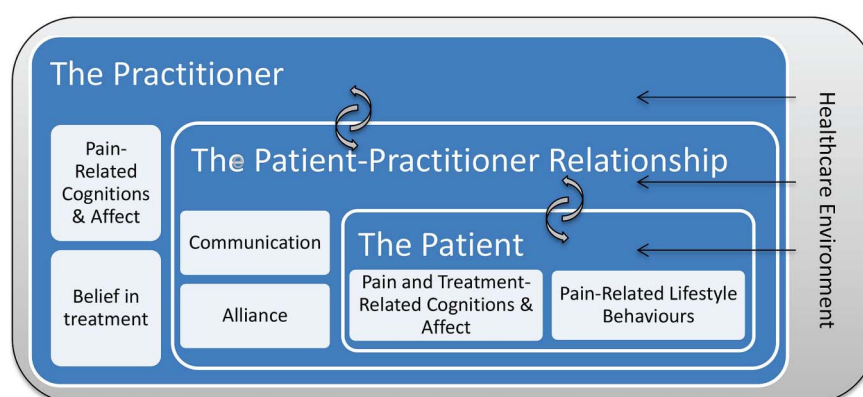 The Practitioner
Pain-
Related
Cognitions
& Affect
Belief in
treatment
The Patient-Practitioner Relationship
Communication
Alliance
The Patient
Pain and Treatment-
Related Cognitions &
Affect
Pain-Related Lifestyle
Behaviours
Healthcare Environment